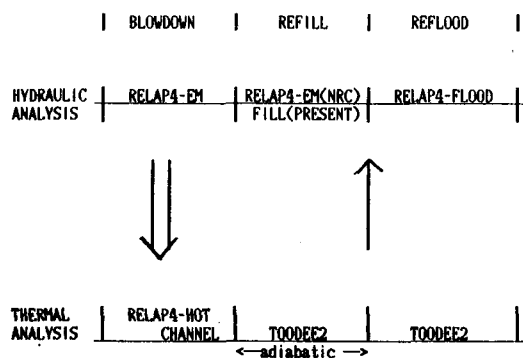 BLOWDOWN REFILL REFLOOD
HYDRAULIC ANALYSIS RELAP4-EM RELAP4-EM(NRC) RELAP4-FLOOD
FILL(PRESENT)
THERMAL ANALYSIS RELAP4-HOT CHANNEL TOODEE2 TOODEE2
adiabatic